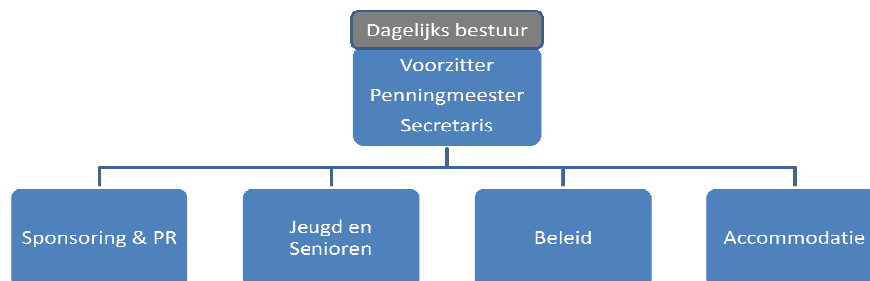 Dagelijks bestuur
Voorzitter
Penningmeester
Secretaris
Sponsoring & PR
Jeugd en
Senioren
Beleid
Accommodatie